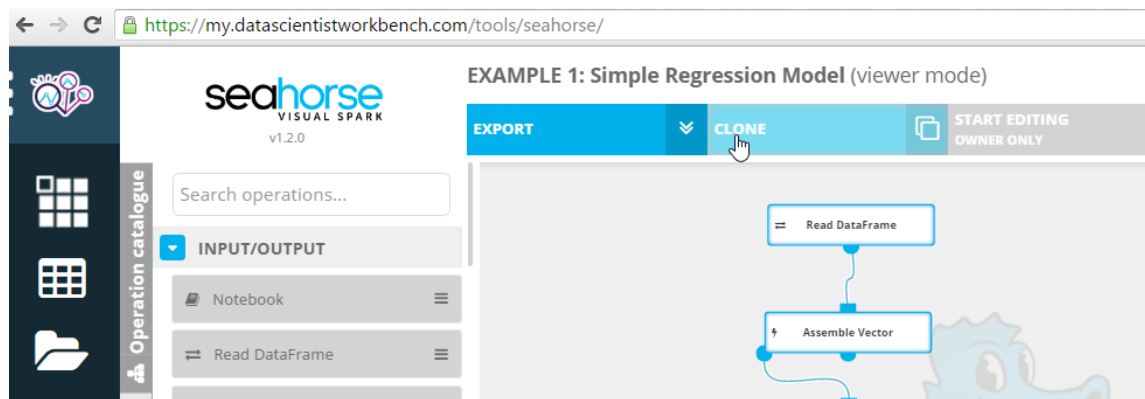 https://my.datascientistworkbench.com/tools/seahorse/
seahorse
VISUAL SPARK
v1.2.0
EXAMPLE 1: Simple Regression Model (viewer mode)
EXPORT
CLONE
START EDITING
OWNER ONLY
Operation catalogue
Search operations...
INPUT/OUTPUT
Notebook
Read DataFrame
Read DataFrame
Assemble Vector